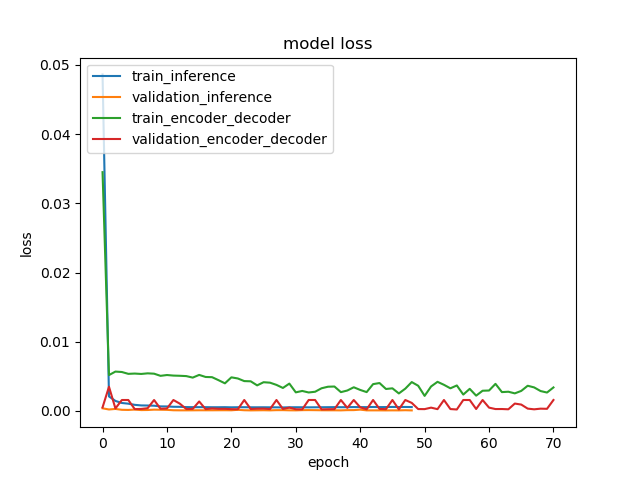 model loss
0.05
0.04
0.03
0.02
0.01
0.00
loss
train_inference
validation_inference
train_encoder_decoder
validation_encoder_decoder
0 10 20 30 40 50 60 70
epoch